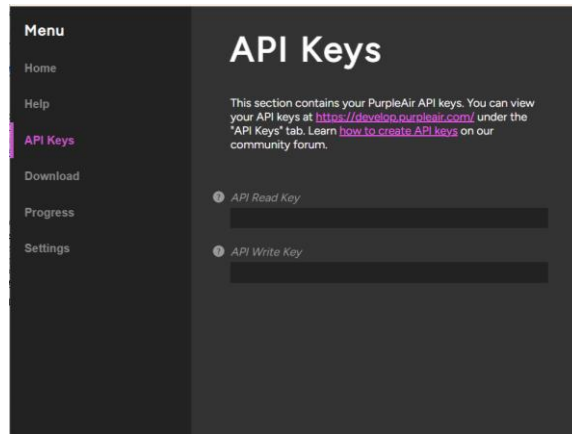 Menu
Home
Help
API Keys
Download
Progress
Settings
API Keys
This section contains your PurpleAir API keys. You can view
your API keys at https://develop.purpleair.com/ under the
"API Keys" tab. Learn how to create API keys on our
community forum.
? API Read Key
? API Write Key